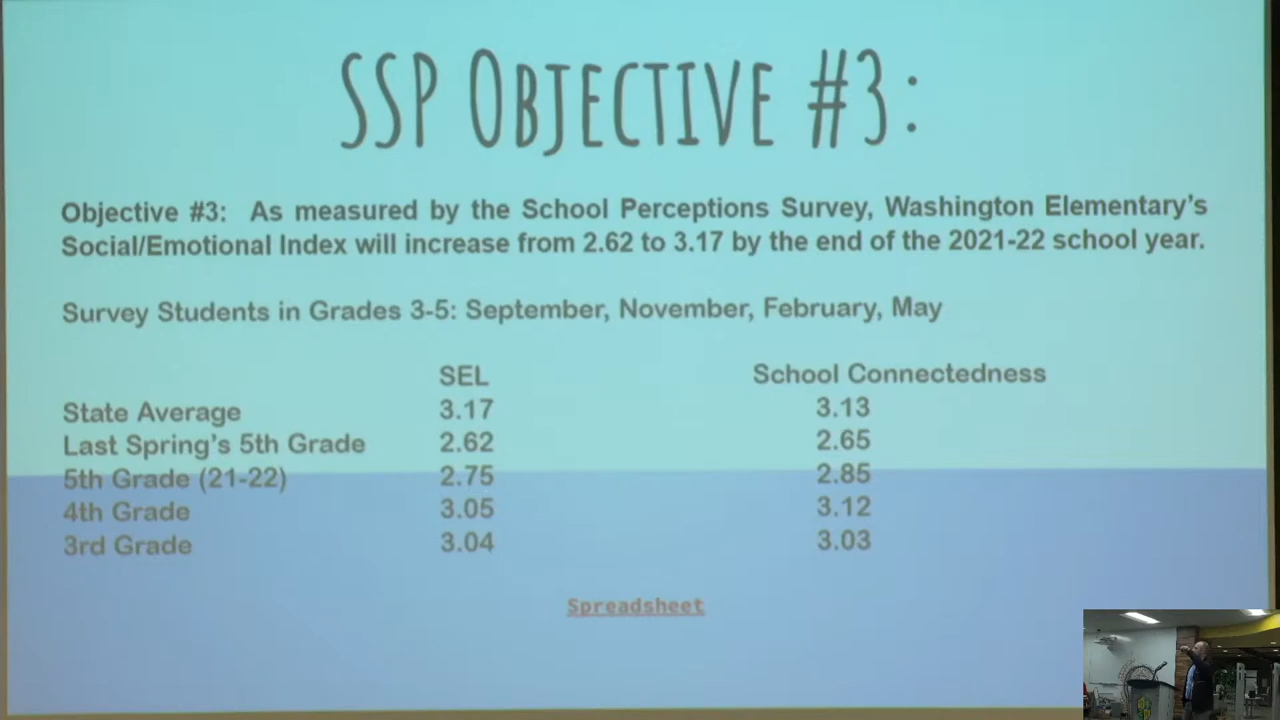 SSP OBJECTIVE #3:
Objective #3: As measured by the School Perceptions Survey, Washington Elementary's
Social/Emotional Index will increase from 2.62 to 3.17 by the end of the 2021-22 school year.
Survey Students in Grades 3-5: September, November, February, May
SEL School Connectedness
State Average 3.17 3.13
Last Spring's 5th Grade 2.62 2.65
5th Grade (21-22) 2.75 2.85
4th Grade 3.05 3.12
3rd Grade 3.04 3.03
Spreadsheet